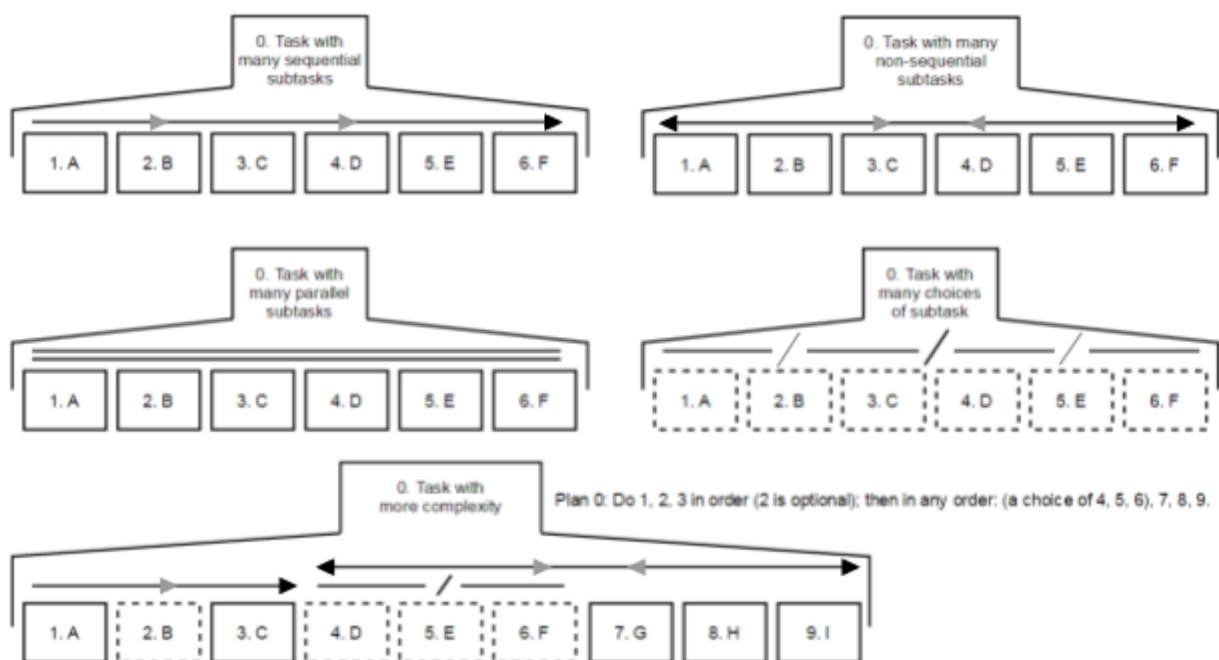 0. Task with
many sequential
subtasks
1. A
2. B
3. C
4. D
5. E
6. F
0. Task with many
non-sequential
subtasks
1. A
2. B
3. C
4. D
5. E
6. F
0. Task with
many parallel
subtasks
1. A
2. B
3. C
4. D
5. E
6. F
0. Task with
many choices
of subtask
1. A
2. B
3. C
4. D
5. E
6. F
0. Task with
more complexity
Plan 0: Do 1, 2, 3 in order (2 is optional); then in any order: (a choice of 4, 5, 6), 7, 8, 9.
1. A
2. B
3. C
4. D
5. E
6. F
7. G
8. H
9. I